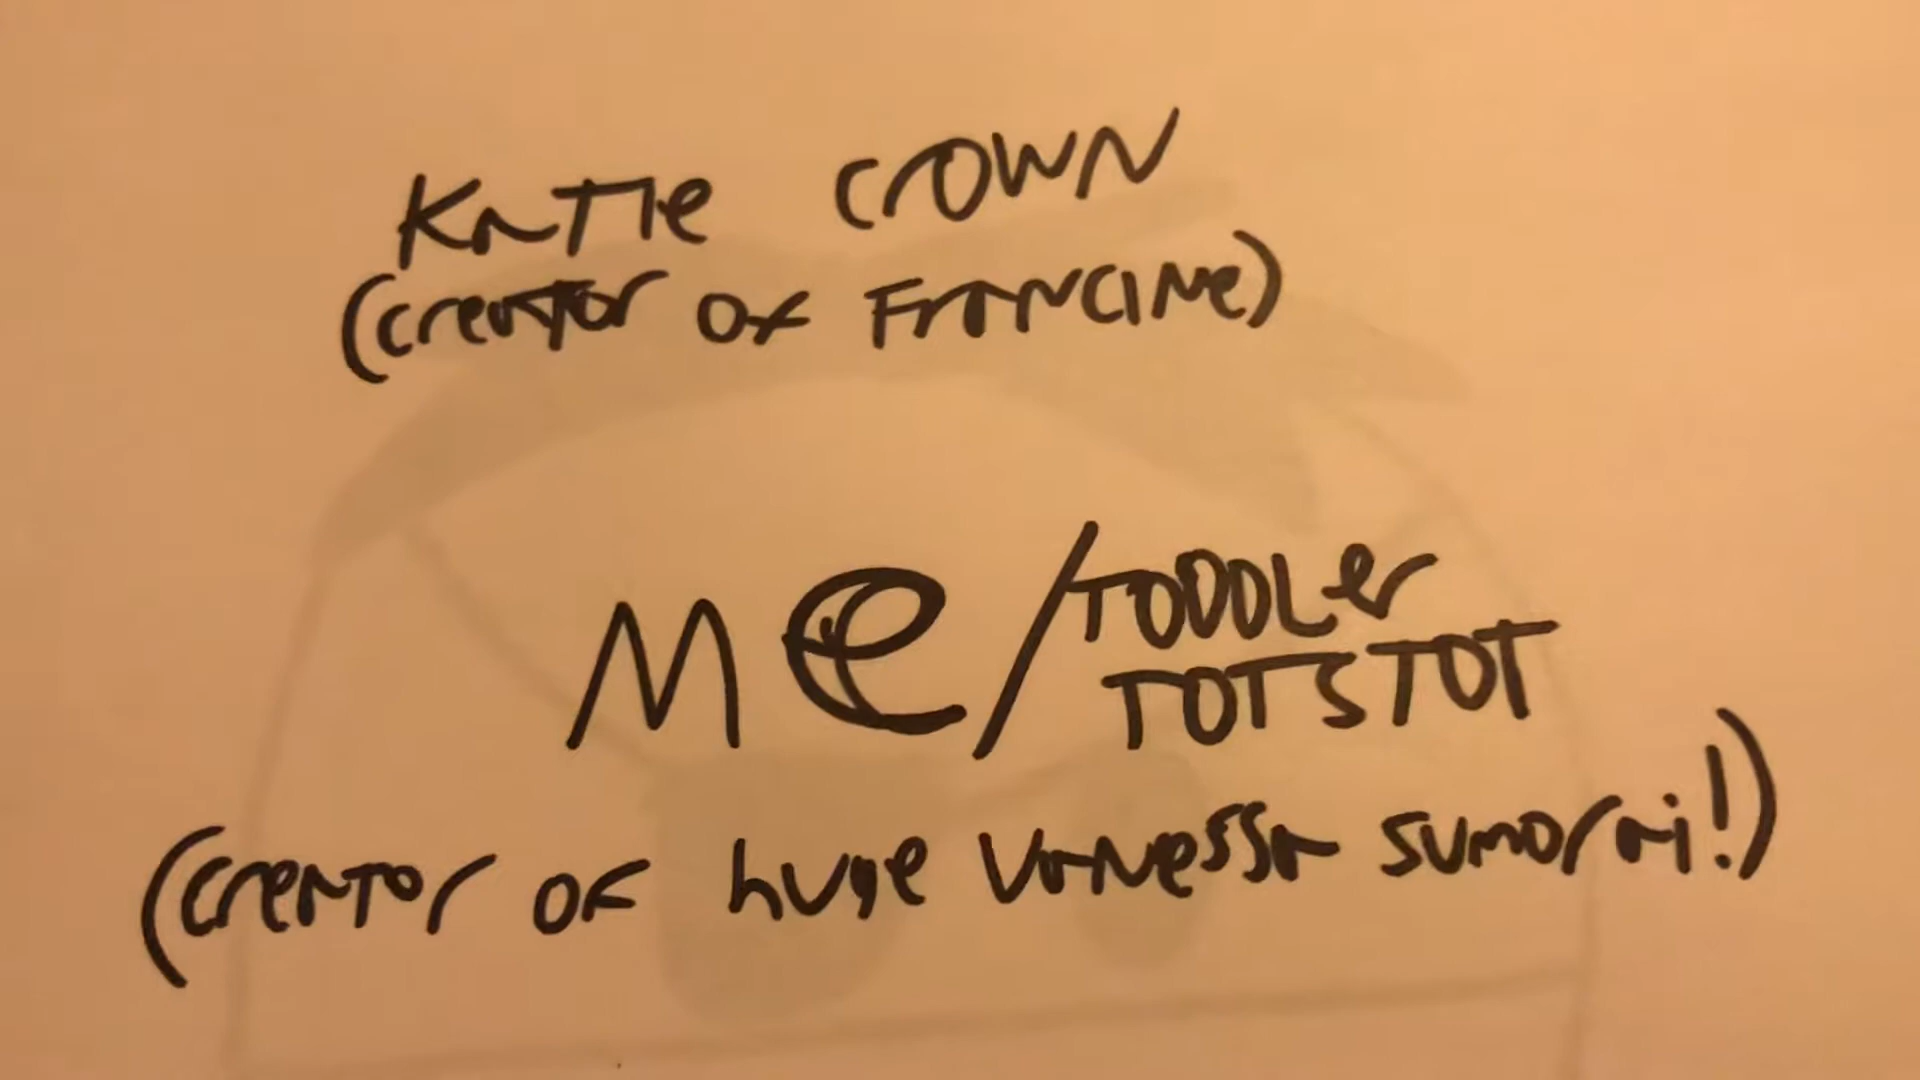 KATIE CROWN
(creator of Francine)
Me/TODDLer
TOTSTOT
(creator of huge Vanessa sumorai!)